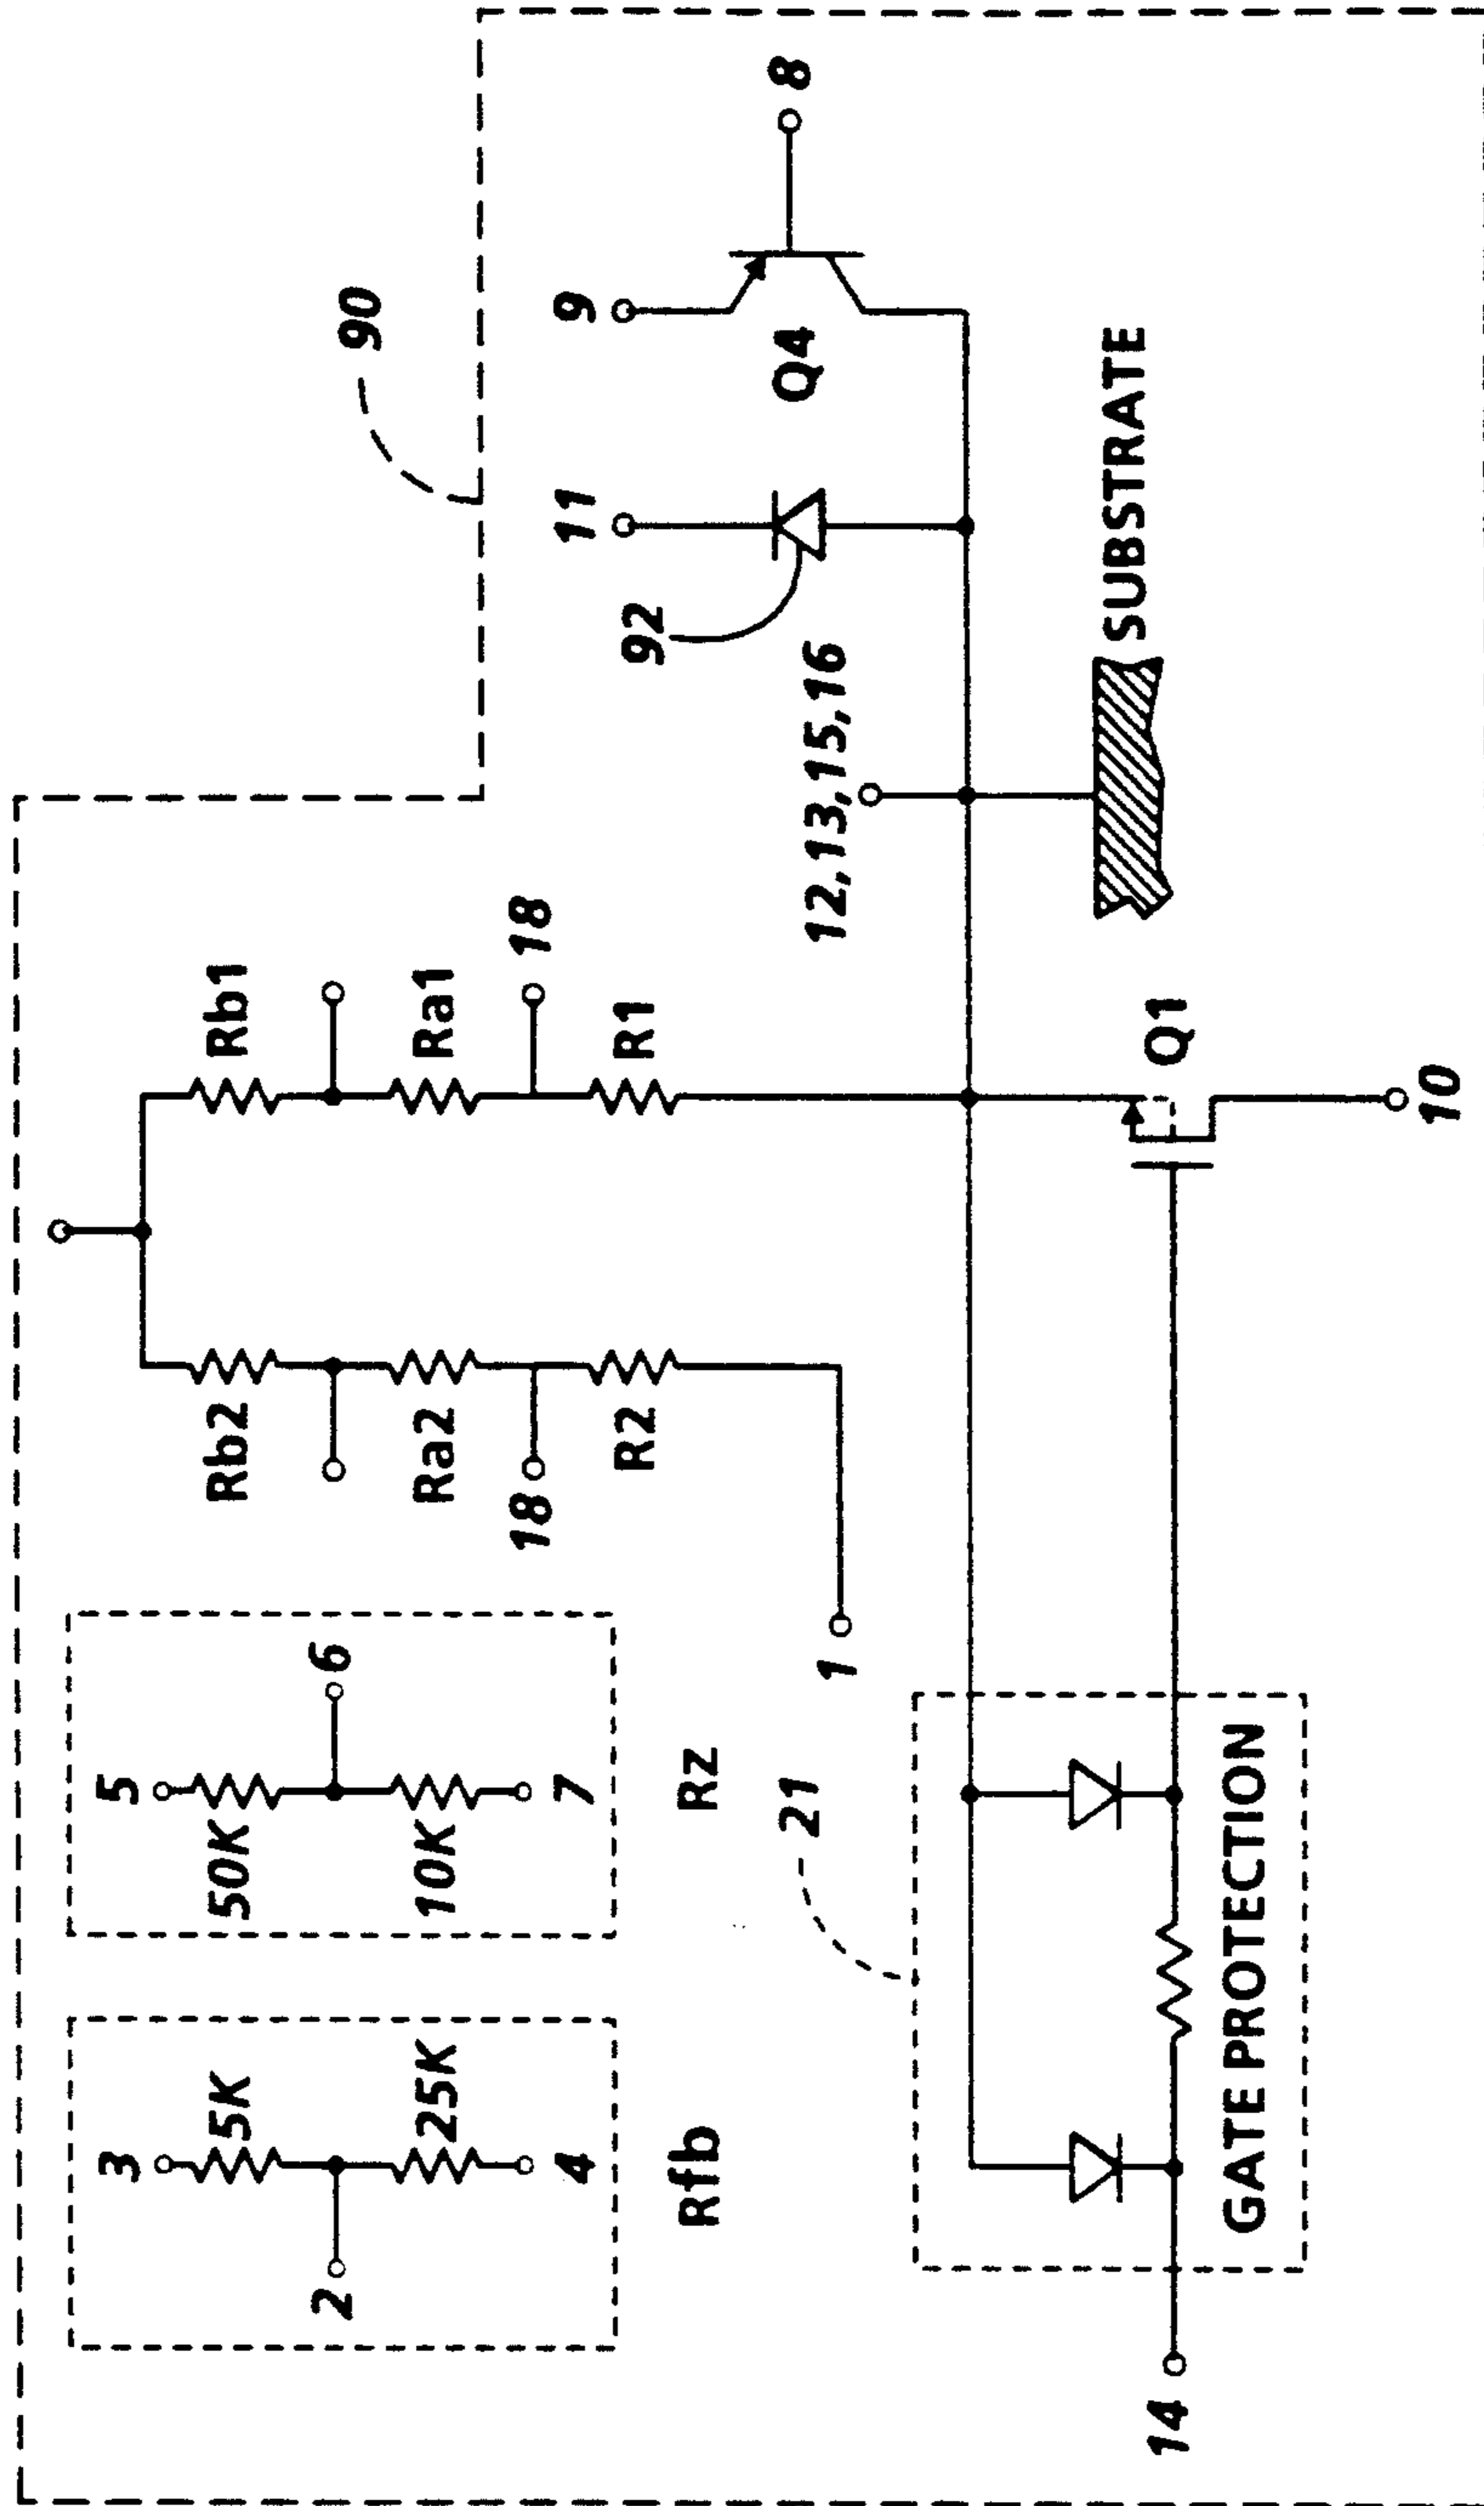 3
5
5K
50K
Rb2
Rb1
2
6
90
25K
10K
Ra2
Ra1
18
18
4
7
11
9
R2
R1
92
Rfb
Rz
21
Q4
8
1
12,13,15,16
SUBSTRATE
14
Q1
GATE PROTECTION
10